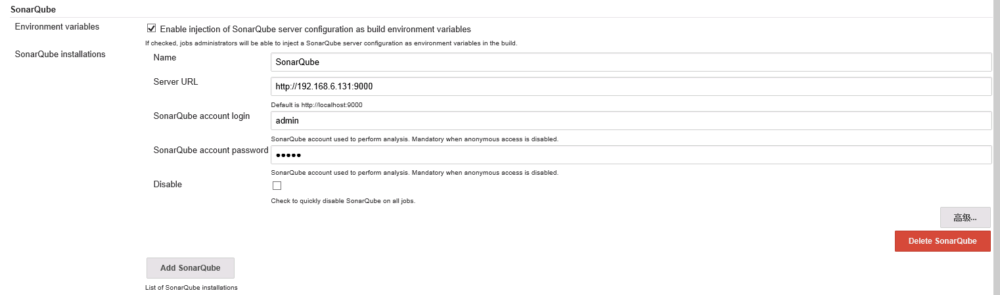 SonarQube
Environment variables
Enable injection of SonarQube server configuration as build environment variables
If checked, jobs administrators will be able to inject a SonarQube server configuration as environment variables in the build.
SonarQube installations
Name
SonarQube
Server URL
http://192.168.6.131:9000
Default is http://localhost:9000
SonarQube account login
admin
SonarQube account used to perform analysis. Mandatory when anonymous access is disabled.
SonarQube account password
•••••
SonarQube account used to perform analysis. Mandatory when anonymous access is disabled.
Disable
Check to quickly disable SonarQube on all jobs.
高级...
Delete SonarQube
Add SonarQube
List of SonarQube installations